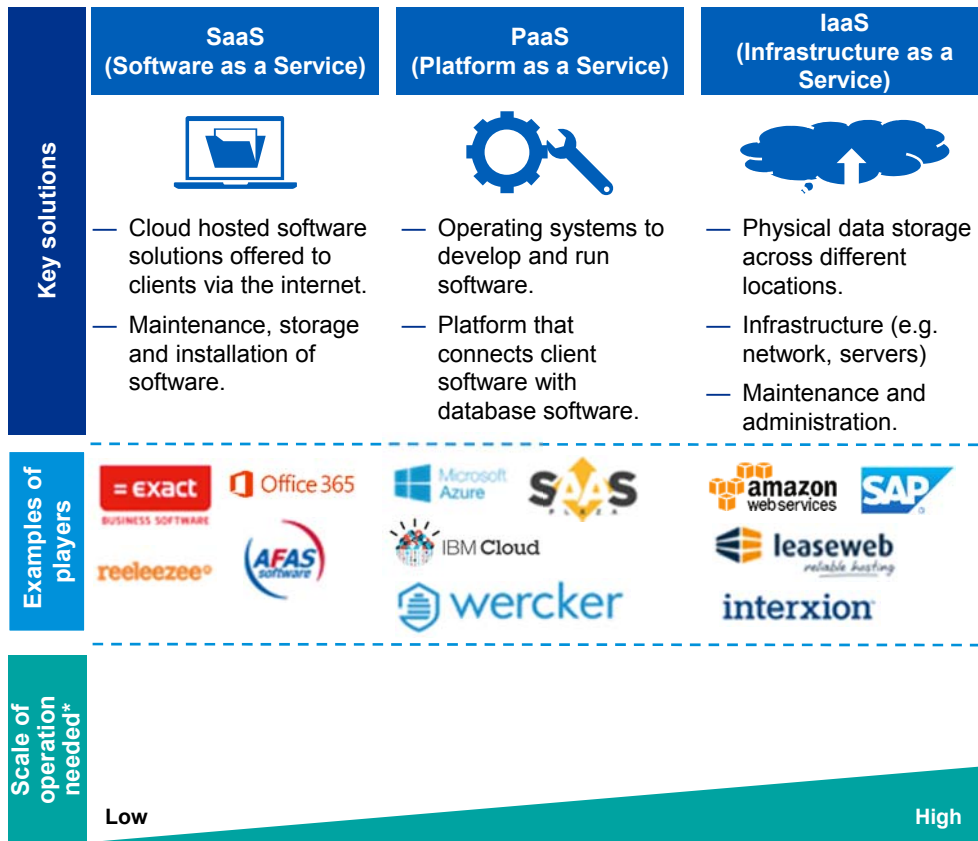 SaaS
(Software as a Service)
PaaS
(Platform as a Service)
IaaS
(Infrastructure as a
Service)
Key solutions
— Cloud hosted software
solutions offered to
clients via the internet.
— Maintenance, storage
and installation of
software.
— Operating systems to
develop and run
software.
— Platform that
connects client
software with
database software.
— Physical data storage
across different
locations.
— Infrastructure (e.g.
network, servers)
— Maintenance and
administration.
Examples of
players
= exact
BUSINESS SOFTWARE
Office 365
reeleezee
AFAS
software
Microsoft
Azure
SAAS
PLAZA
IBM Cloud
wercker
amazon
webservices
SAP
leaseweb
reliable hosting
interxion
Scale of
operation
needed*
Low
High